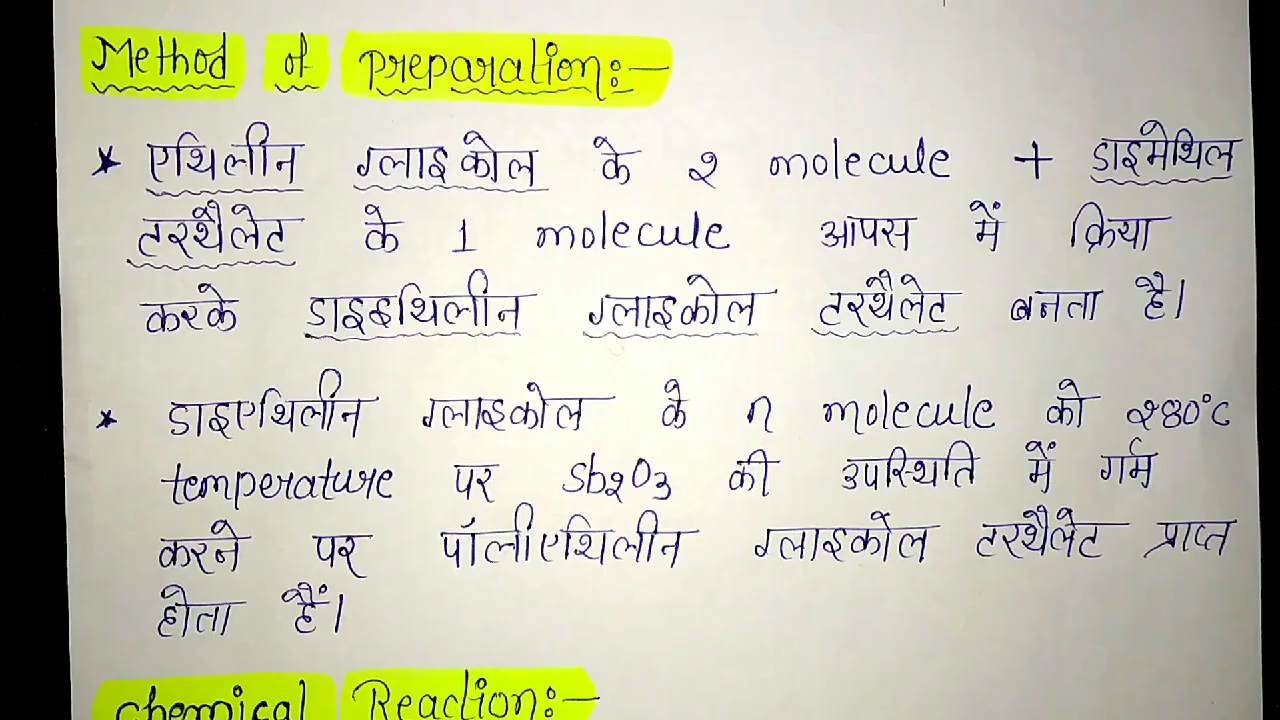 Method of Preparation:-
* एथिलीन ग्लाइकोल के 2 molecule + डाइमेथिल
टरथैलेट के 1 molecule आपस में क्रिया
करके डाइइथिलीन ग्लाइकोल टरथैलेट बनता है।
* डाइएथिलीन ग्लाइकोल के n molecule को 280°C
temperature पर Sb2O3 की उपस्थिति में गर्म
करने पर पॉलीएथिलीन ग्लाइकोल टरथैलेट प्राप्त
होता हैं।
Chemical Reaction:-